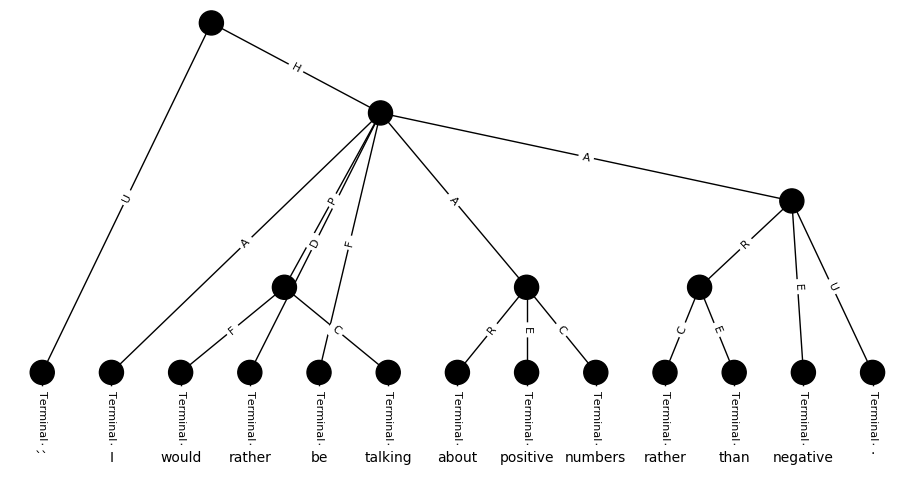 H
A
U
P
A
A
D
F
R
F
C
R
E
C
C
E
E
U
Terminal Terminal Terminal Terminal Terminal Terminal Terminal Terminal Terminal Terminal Terminal Terminal Terminal
`` I would rather be talking about positive numbers rather than negative .